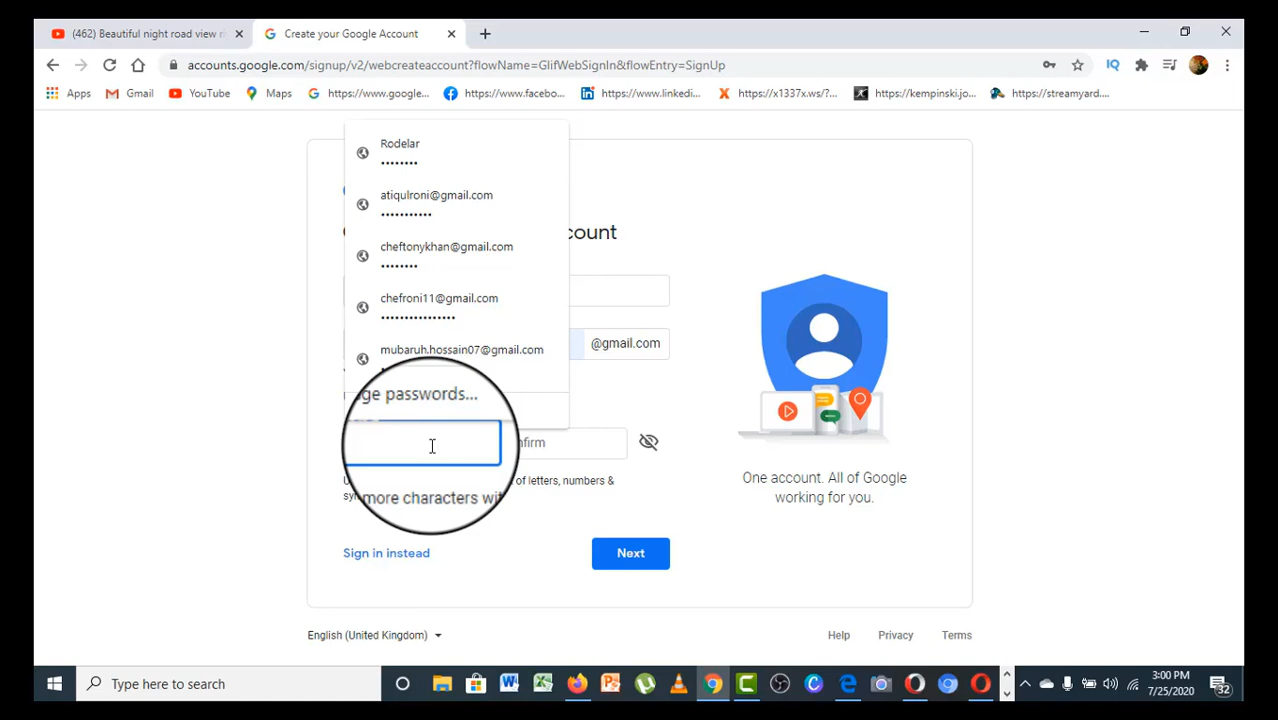 (462) Beautiful night road view r
Create your Google Account
accounts.google.com/signup/v2/webcreateaccount?flowName=GlifWebSignIn&flowEntry=SignUp
IQ
Apps
Gmail
YouTube
Maps
https://www.google...
https://www.facebo...
https://www.linkedi...
https://x1337x.ws/?...
https://kempinski.jo...
https://streamyard....
Rodelar
••••••••
atiqulroni@gmail.com
•••••••••••
count
cheftonykhan@gmail.com
••••••••
chefroni11@gmail.com
••••••••••••••••
mubaruh.hossain07@gmail.com
@gmail.com
ge passwords...
nfirm
of letters, numbers &
more characters wit
One account. All of Google
working for you.
Sign in instead
Next
English (United Kingdom)
Help
Privacy
Terms
Type here to search
3:00 PM
7/25/2020
32